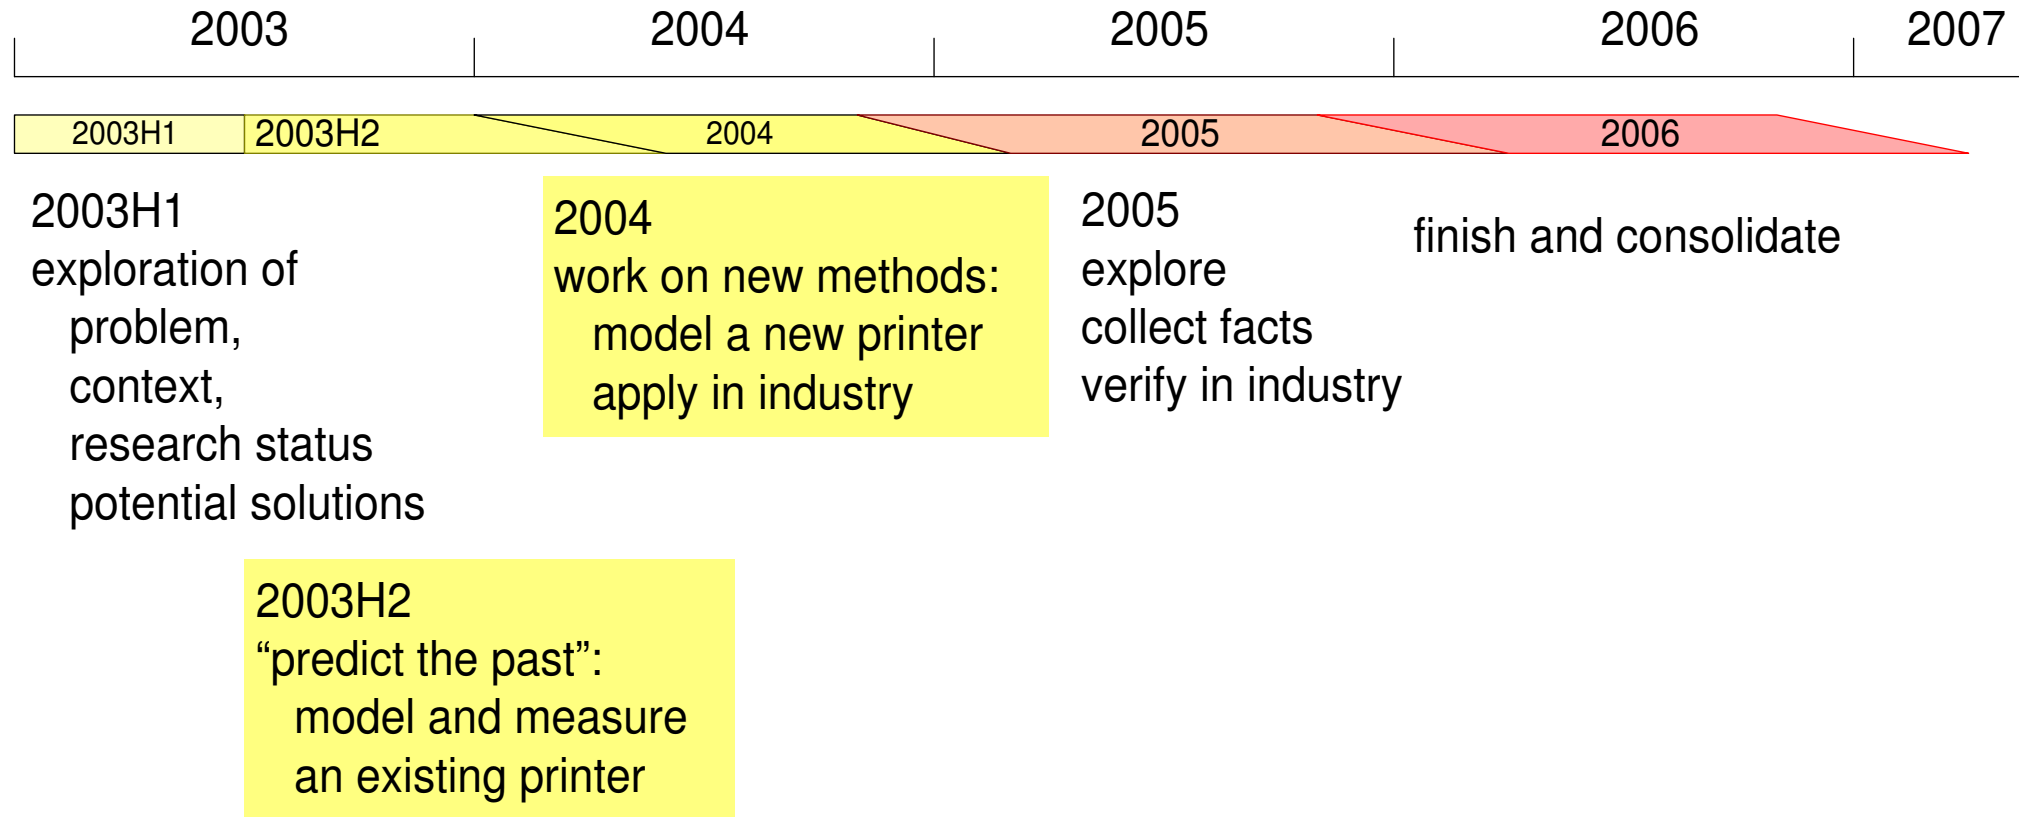 2003
2004
2005
2006
2007
2003H1
2003H2
2004
2005
2006
2003H1
exploration of
problem,
context,
research status
potential solutions
2003H2
“predict the past”:
model and measure
an existing printer
2004
work on new methods:
model a new printer
apply in industry
2005
explore
collect facts
verify in industry
finish and consolidate